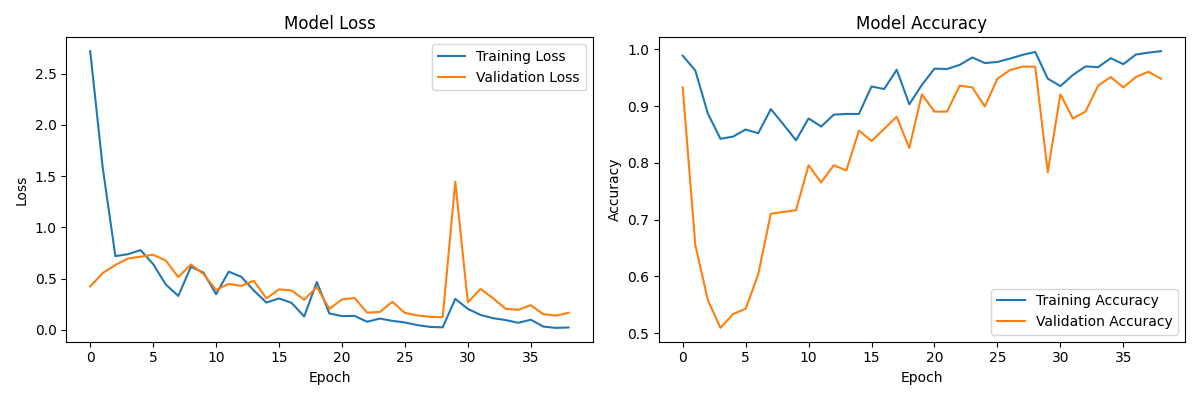 Model Loss
Loss
2.5
2.0
1.5
1.0
0.5
0.0
Training Loss
Validation Loss
0 5 10 15 20 25 30 35
Epoch
Model Accuracy
Accuracy
1.0
0.9
0.8
0.7
0.6
0.5
Training Accuracy
Validation Accuracy
0 5 10 15 20 25 30 35
Epoch